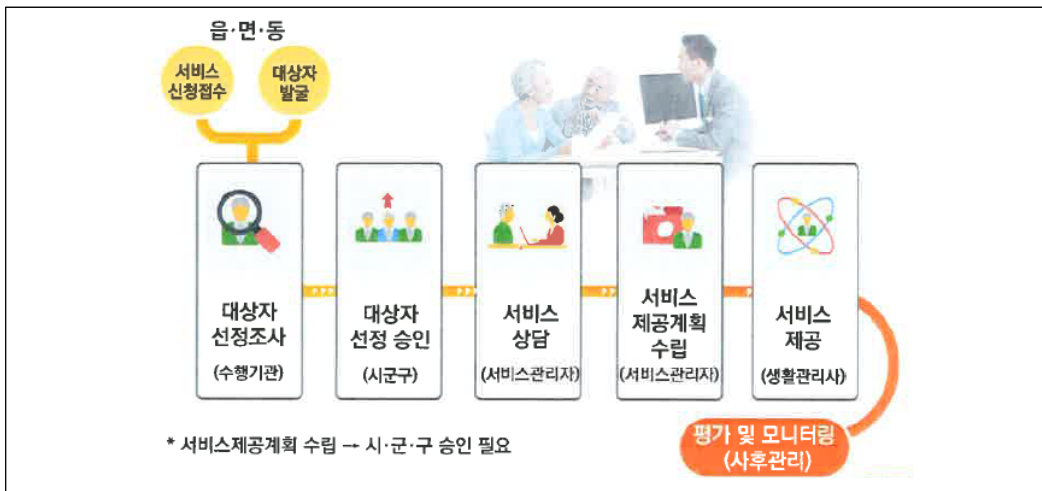 읍·면·동
서비스
신청접수
대상자
발굴
대상자
선정조사
(수행기관)
대상자
선정 승인
(시군구)
서비스
상담
(서비스관리자)
서비스
제공계획
수립
(서비스관리자)
서비스
제공
(생활관리사)
평가 및 모니터링
(사후관리)
* 서비스제공계획 수립 → 시·군·구 승인 필요